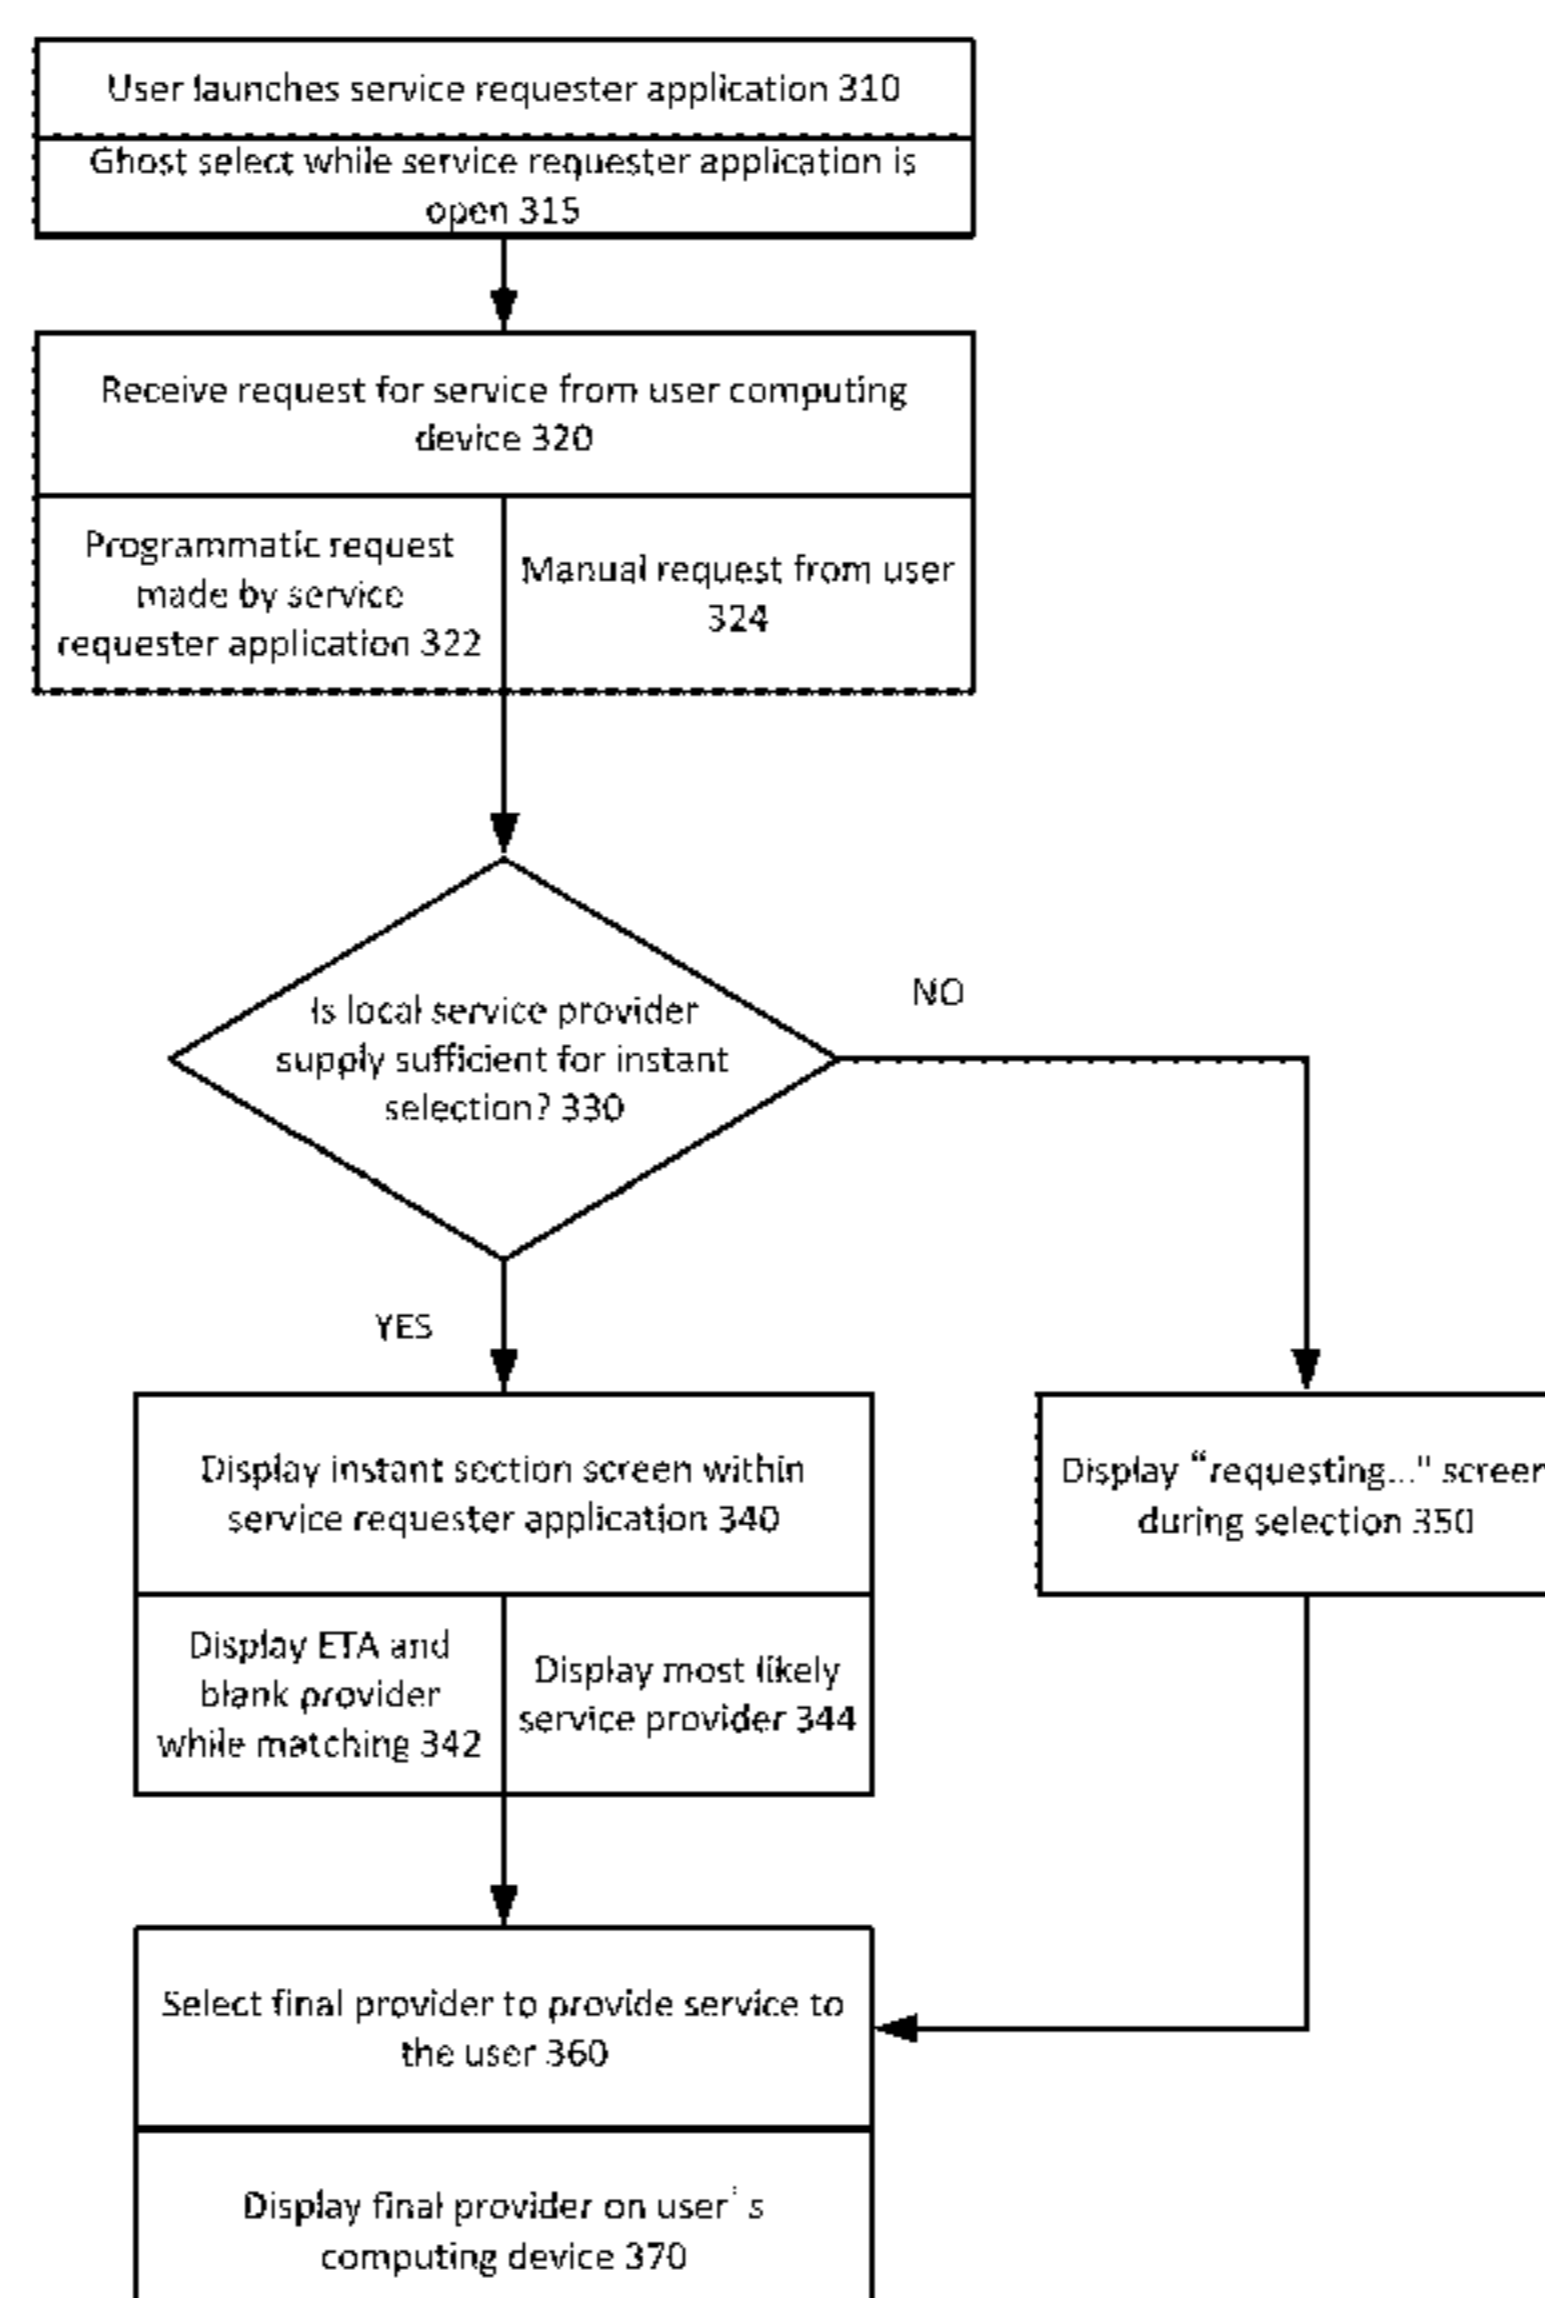 User launches service requester application 310
Ghost select while service requester application is
open 315
Receive request for service from user computing
device 320
Programmatic request
made by service
requester application 322
Manual request from user
324
Is local service provider
supply sufficient for instant
selection? 330
NO
YES
Display instant section screen within
service requester application 340
Display "requesting..." screen
during selection 350
Display ETA and
blank provider
while matching 342
Display most likely
service provider 344
Select final provider to provide service to
the user 360
Display final provider on user's
computing device 370